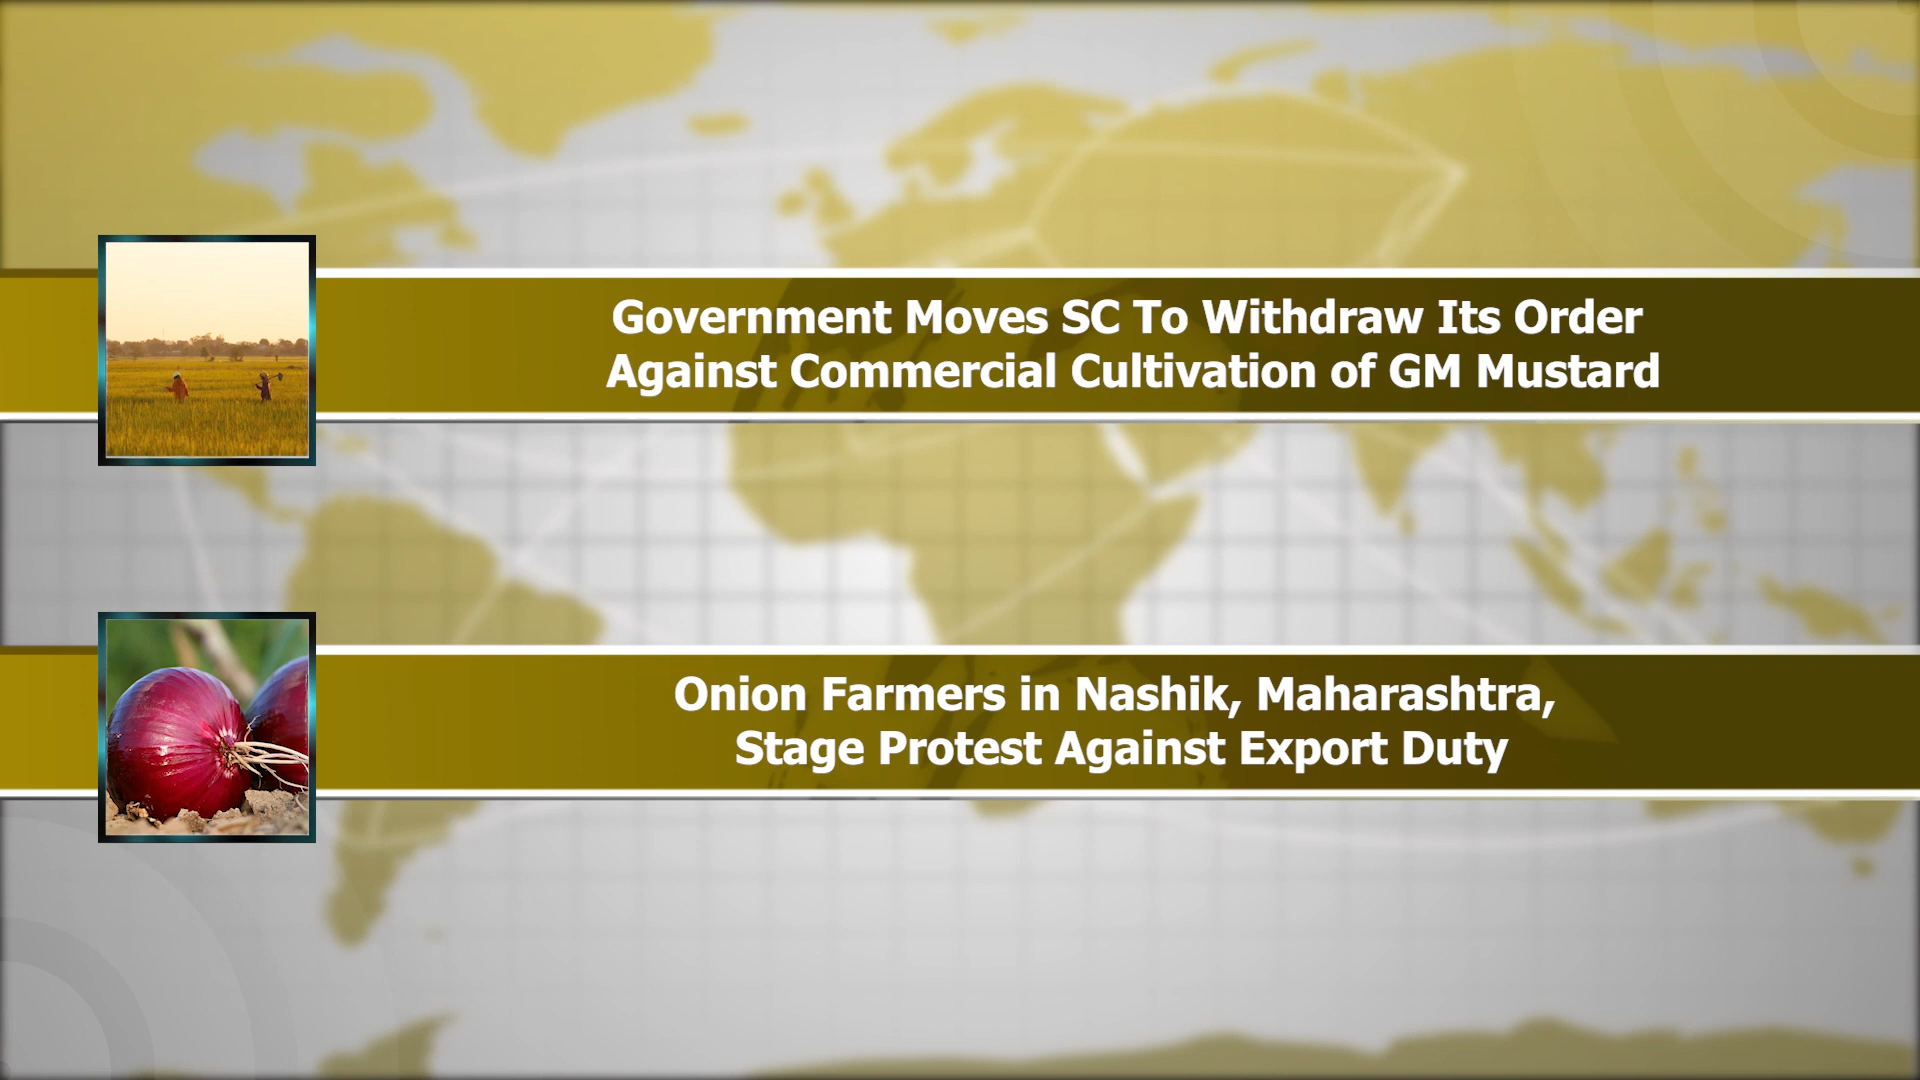 Government Moves SC To Withdraw Its Order
Against Commercial Cultivation of GM Mustard
Onion Farmers in Nashik, Maharashtra,
Stage Protest Against Export Duty